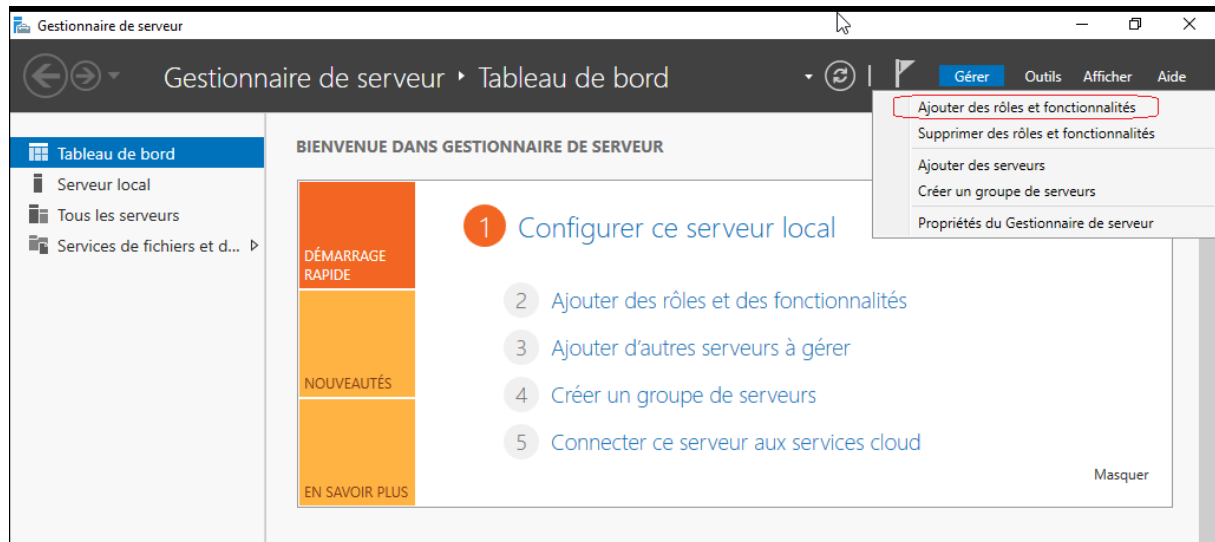 Gestionnaire de serveur
Gestionnaire de serveur ‣ Tableau de bord
Gérer Outils Afficher Aide
Ajouter des rôles et fonctionnalités
Supprimer des rôles et fonctionnalités
Ajouter des serveurs
Créer un groupe de serveurs
Propriétés du Gestionnaire de serveur
Tableau de bord
Serveur local
Tous les serveurs
Services de fichiers et d...
BIENVENUE DANS GESTIONNAIRE DE SERVEUR
DÉMARRAGE
RAPIDE
NOUVEAUTÉS
EN SAVOIR PLUS
1 Configurer ce serveur local
2 Ajouter des rôles et des fonctionnalités
3 Ajouter d’autres serveurs à gérer
4 Créer un groupe de serveurs
5 Connecter ce serveur aux services cloud
Masquer